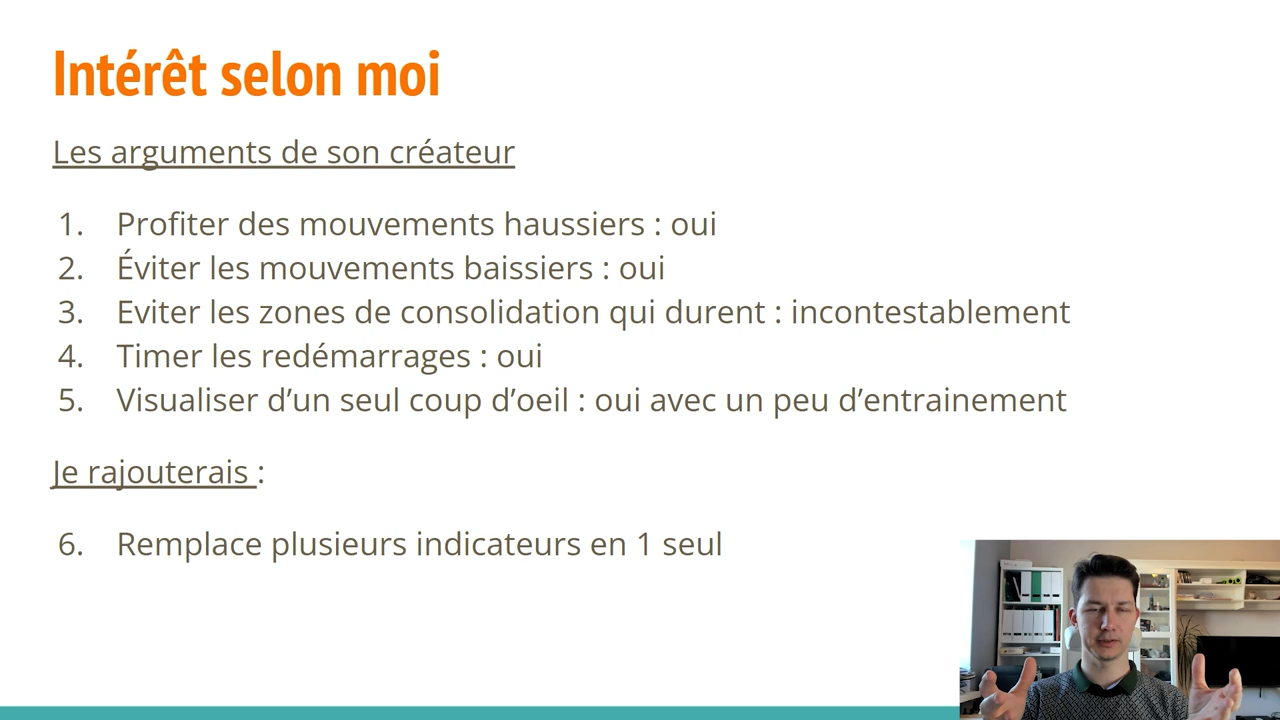 Intérêt selon moi
Les arguments de son créateur
1. Profiter des mouvements haussiers : oui
2. Éviter les mouvements baissiers : oui
3. Eviter les zones de consolidation qui durent : incontestablement
4. Timer les redémarrages : oui
5. Visualiser d’un seul coup d’oeil : oui avec un peu d’entrainement
Je rajouterais :
6. Remplace plusieurs indicateurs en 1 seul